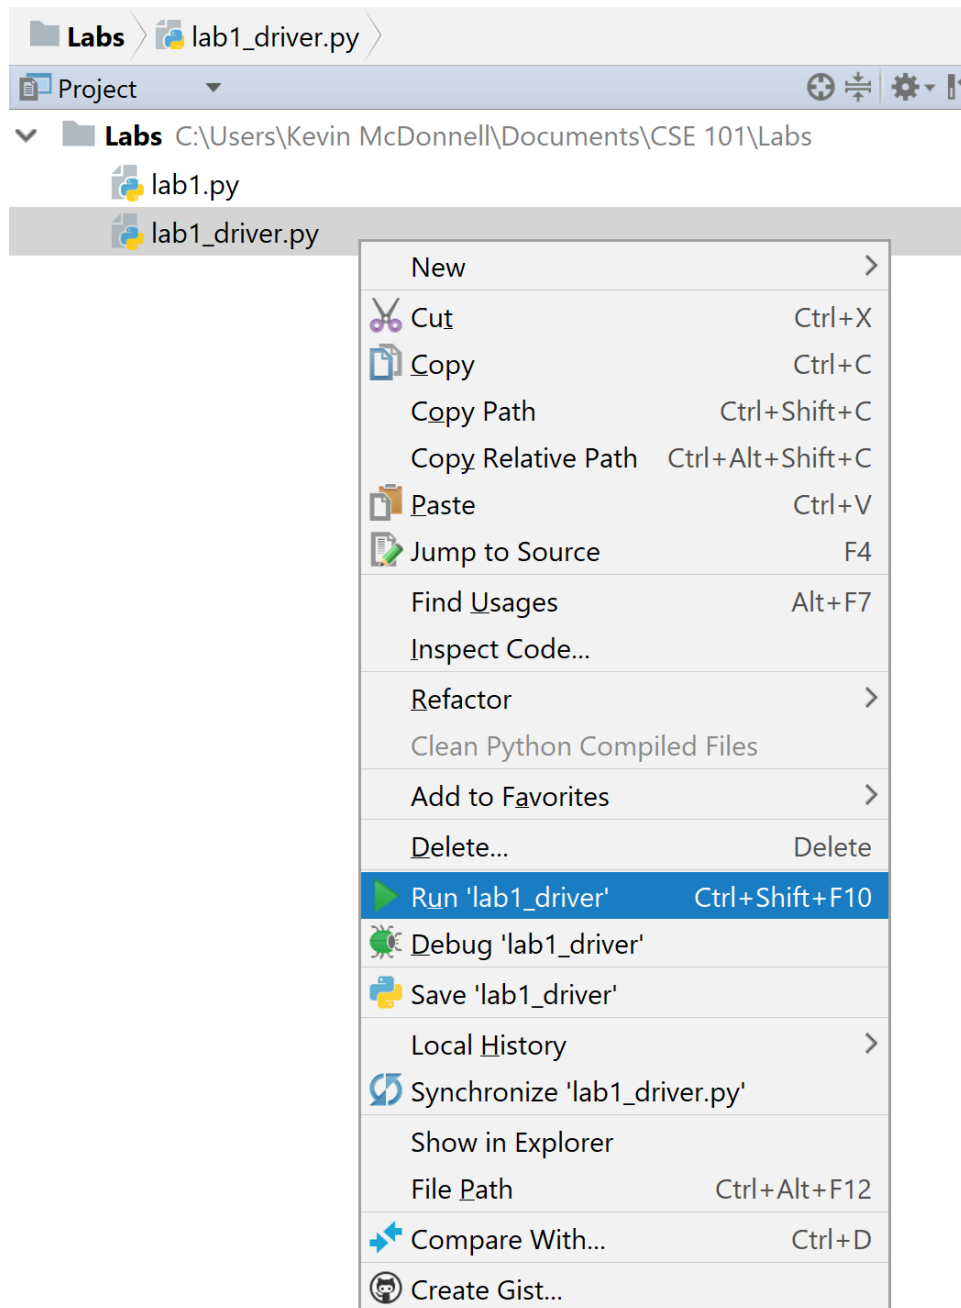 Labs lab1_driver.py
Project
Labs C:\Users\Kevin McDonnell\Documents\CSE 101\Labs
lab1.py
lab1_driver.py
New
Cut Ctrl+X
Copy Ctrl+C
Copy Path Ctrl+Shift+C
Copy Relative Path Ctrl+Alt+Shift+C
Paste Ctrl+V
Jump to Source F4
Find Usages Alt+F7
Inspect Code...
Refactor
Clean Python Compiled Files
Add to Favorites
Delete... Delete
Run 'lab1_driver' Ctrl+Shift+F10
Debug 'lab1_driver'
Save 'lab1_driver'
Local History
Synchronize 'lab1_driver.py'
Show in Explorer
File Path Ctrl+Alt+F12
Compare With... Ctrl+D
Create Gist...